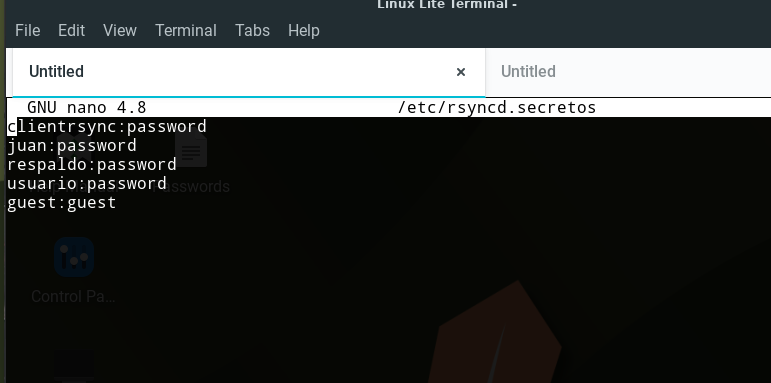 Linux Lite Terminal -
File Edit View Terminal Tabs Help
Untitled × Untitled
GNU nano 4.8 /etc/rsyncd.secretos
clientrsync:password
juan:password
respaldo:password
usuario:password
guest:guest
Control Pa...